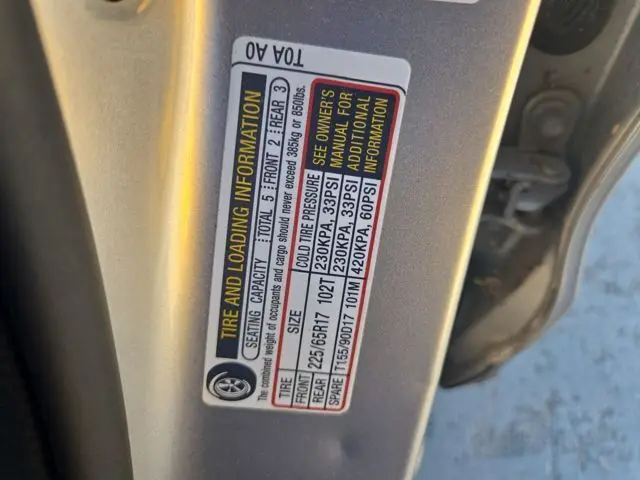 TOA A0
TIRE AND LOADING INFORMATION
SEATING CAPACITY TOTAL 5 FRONT 2 REAR 3
The combined weight of occupants and cargo should never exceed 385kg or 850lbs.
TIRE SIZE COLD TIRE PRESSURE
FRONT 225/65R17 102T 230KPA, 33PSI
REAR 230KPA, 33PSI
SPARE T155/90D17 101M 420KPA, 60PSI
SEE OWNER'S
MANUAL FOR
ADDITIONAL
INFORMATION